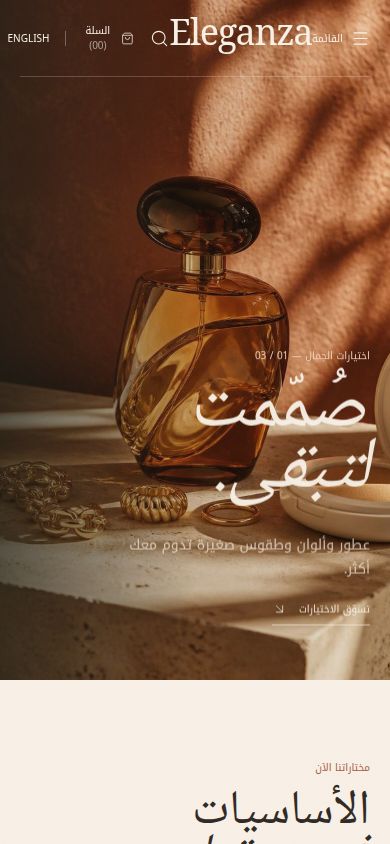 القائمة
Eleganza
السلة
(00)
ENGLISH
اختيارات الجمال — 01 / 03
صُمّمت
لتبقى.
عطور وألوان وطقوس صغيرة تدوم معك
أكثر.
تسوّق الاختيارات
مختاراتنا الآن
الأساسيات